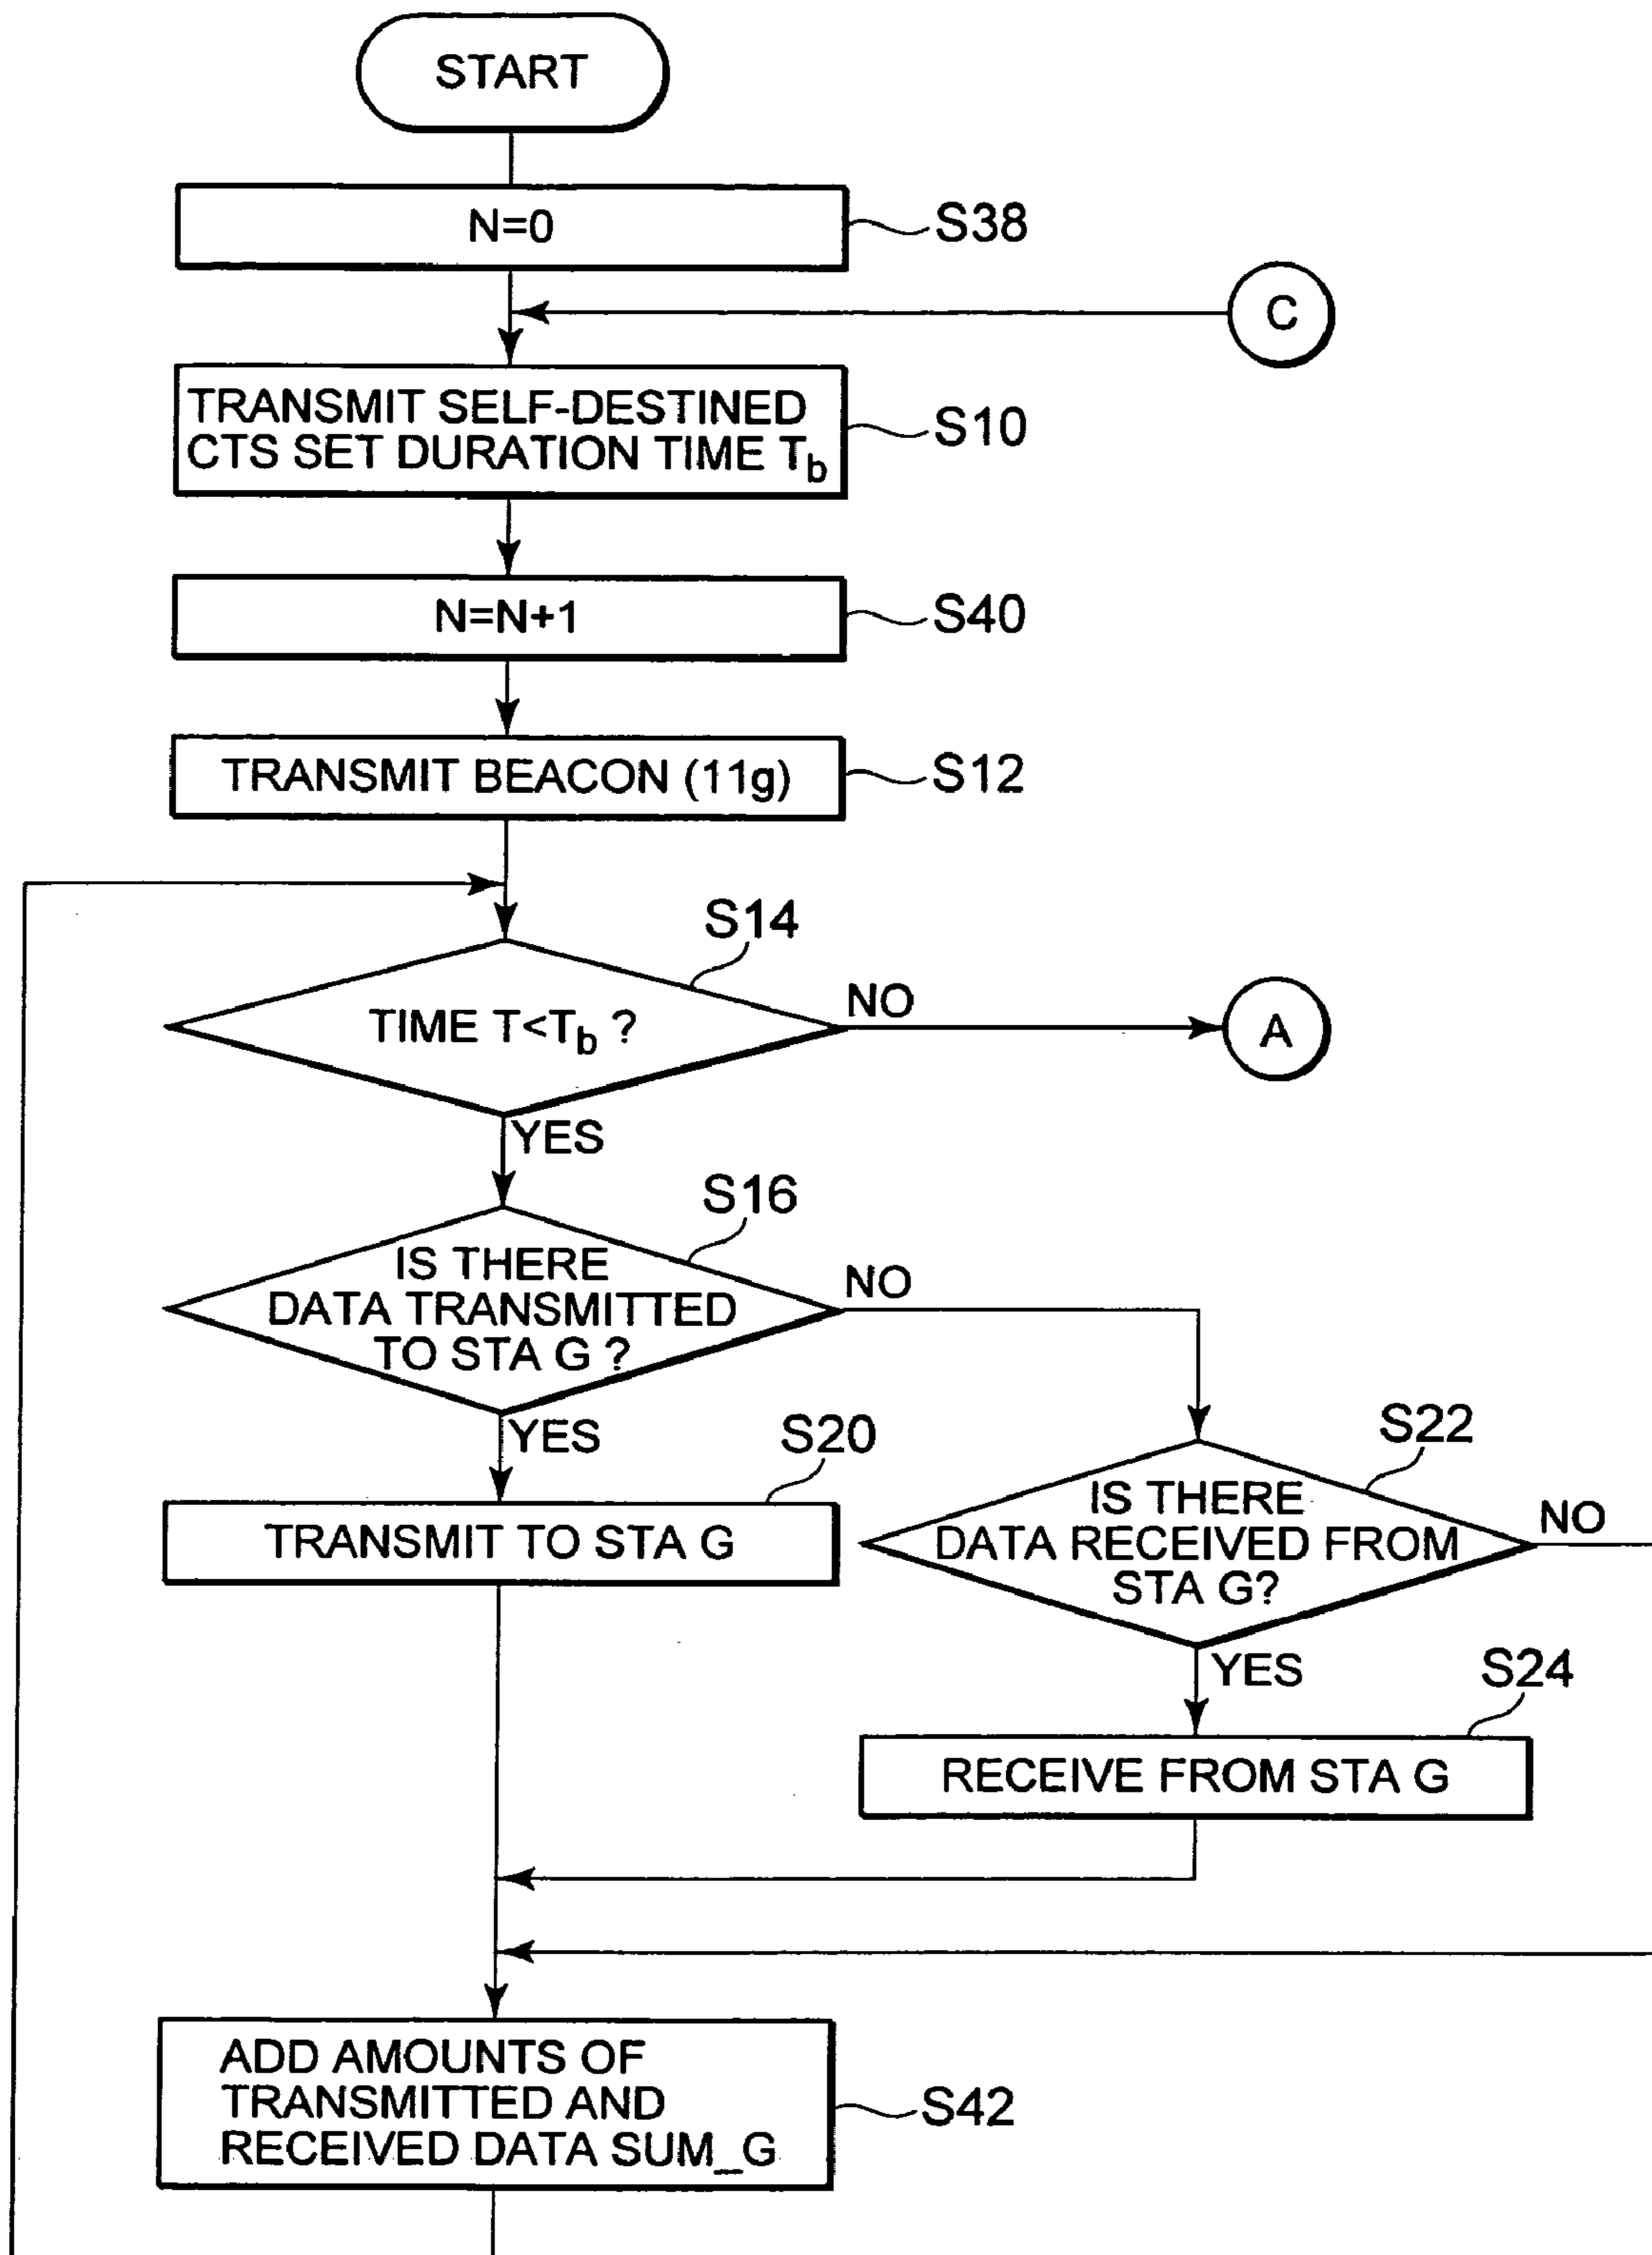 START
N=0
S38
C
TRANSMIT SELF-DESTINED
CTS SET DURATION TIME Tb
S10
N=N+1
S40
TRANSMIT BEACON (11g)
S12
S14
TIME T<Tb ?
NO
A
YES
S16
IS THERE
DATA TRANSMITTED
TO STA G ?
NO
YES
S20
TRANSMIT TO STA G
S22
IS THERE
DATA RECEIVED FROM
STA G?
NO
YES
S24
RECEIVE FROM STA G
ADD AMOUNTS OF
TRANSMITTED AND
RECEIVED DATA SUM_G
S42